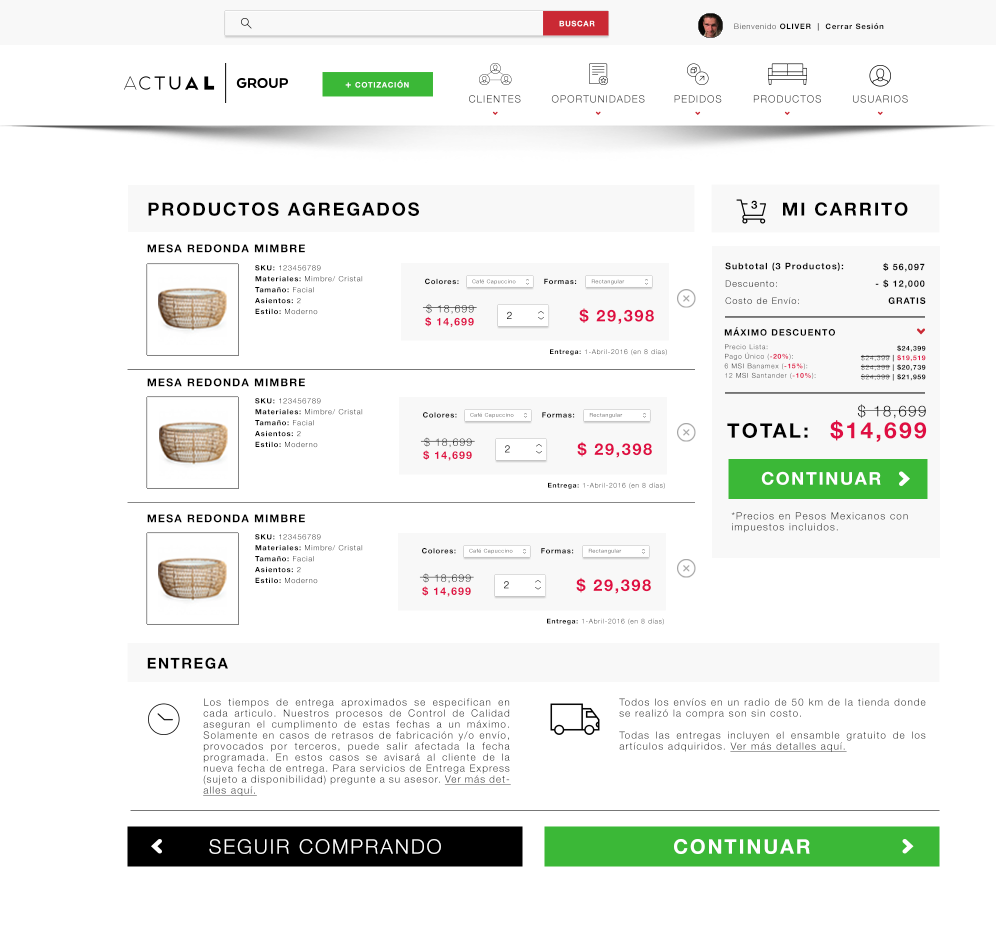 BUSCAR
Bienvenido OLIVER | Cerrar Sesión
ACTUAL GROUP
+ COTIZACIÓN
CLIENTES
OPORTUNIDADES
PEDIDOS
PRODUCTOS
USUARIOS
PRODUCTOS AGREGADOS
MESA REDONDA MIMBRE
SKU: 123456789
Materiales: Mimbre/ Cristal
Tamaño: Facial
Asientos: 2
Estilo: Moderno
Colores: Café Capuccino Formas: Rectangular
$ 18,699
$ 14,699
2
$ 29,398
Entrega: 1-Abril-2016 (en 8 días)
MESA REDONDA MIMBRE
SKU: 123456789
Materiales: Mimbre/ Cristal
Tamaño: Facial
Asientos: 2
Estilo: Moderno
Colores: Café Capuccino Formas: Rectangular
$ 18,699
$ 14,699
2
$ 29,398
Entrega: 1-Abril-2016 (en 8 días)
MESA REDONDA MIMBRE
SKU: 123456789
Materiales: Mimbre/ Cristal
Tamaño: Facial
Asientos: 2
Estilo: Moderno
Colores: Café Capuccino Formas: Rectangular
$ 18,699
$ 14,699
2
$ 29,398
Entrega: 1-Abril-2016 (en 8 días)
3 MI CARRITO
Subtotal (3 Productos): $ 56,097
Descuento: - $ 12,000
Costo de Envío: GRATIS
MÁXIMO DESCUENTO
Precio Lista: $24,399
Pago Único (-20%): $24,399 | $19,519
6 MSI Banamex (-15%): $24,399 | $20,739
12 MSI Santander (-10%): $24,399 | $21,959
$ 18,699
TOTAL: $14,699
CONTINUAR
*Precios en Pesos Mexicanos con
impuestos incluidos.
ENTREGA
Los tiempos de entrega aproximados se especifican en
cada articulo. Nuestros procesos de Control de Calidad
aseguran el cumplimento de estas fechas a un máximo.
Solamente en casos de retrasos de fabricación y/o envío,
provocados por terceros, puede salir afectada la fecha
programada. En estos casos se avisará al cliente de la
nueva fecha de entrega. Para servicios de Entrega Express
(sujeto a disponibilidad) pregunte a su asesor. Ver más det-
alles aquí.
Todos los envíos en un radio de 50 km de la tienda donde
se realizó la compra son sin costo.
Todas las entregas incluyen el ensamble gratuito de los
artículos adquiridos. Ver más detalles aquí.
SEGUIR COMPRANDO
CONTINUAR